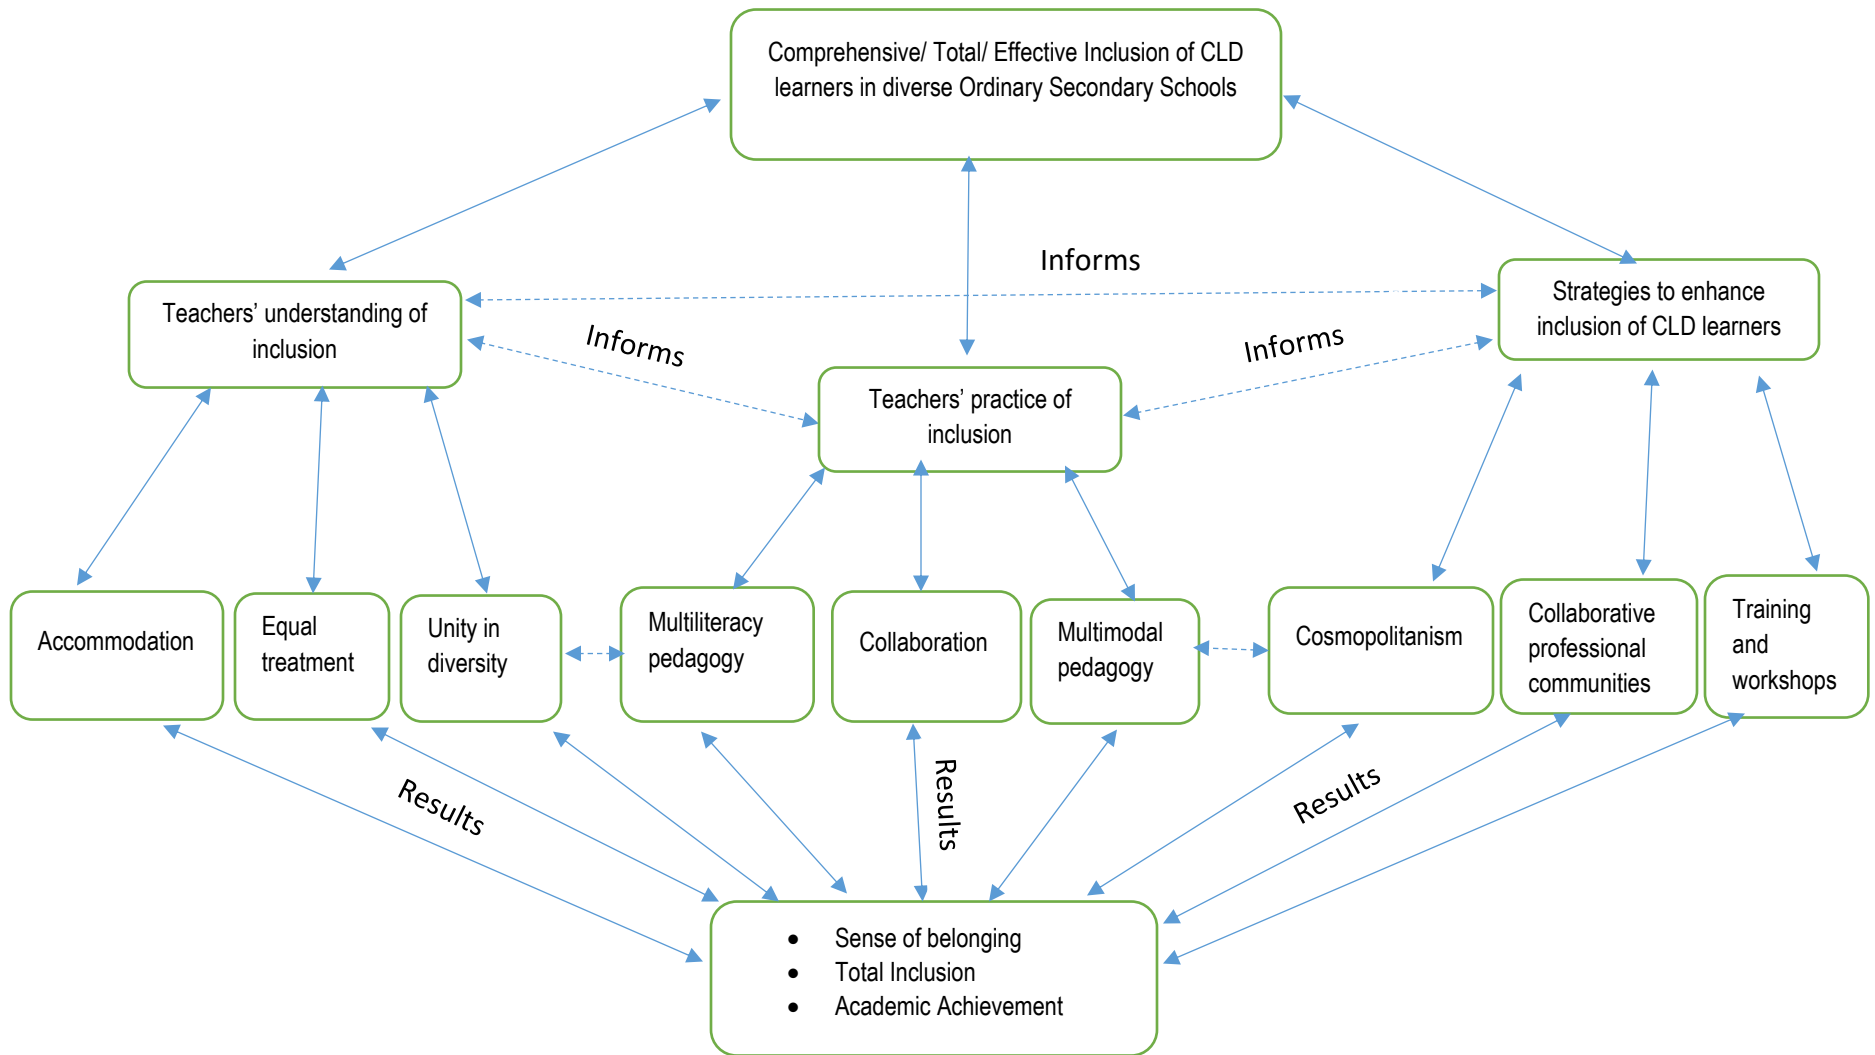 Comprehensive/ Total/ Effective Inclusion of CLD
learners in diverse Ordinary Secondary Schools
Informs
Teachers’ understanding of
inclusion
Strategies to enhance
inclusion of CLD learners
Informs
Informs
Teachers’ practice of
inclusion
Accommodation
Equal
treatment
Unity in
diversity
Multiliteracy
pedagogy
Collaboration
Multimodal
pedagogy
Cosmopolitanism
Collaborative
professional
communities
Training
and
workshops
Results
Results
Results
• Sense of belonging
• Total Inclusion
• Academic Achievement